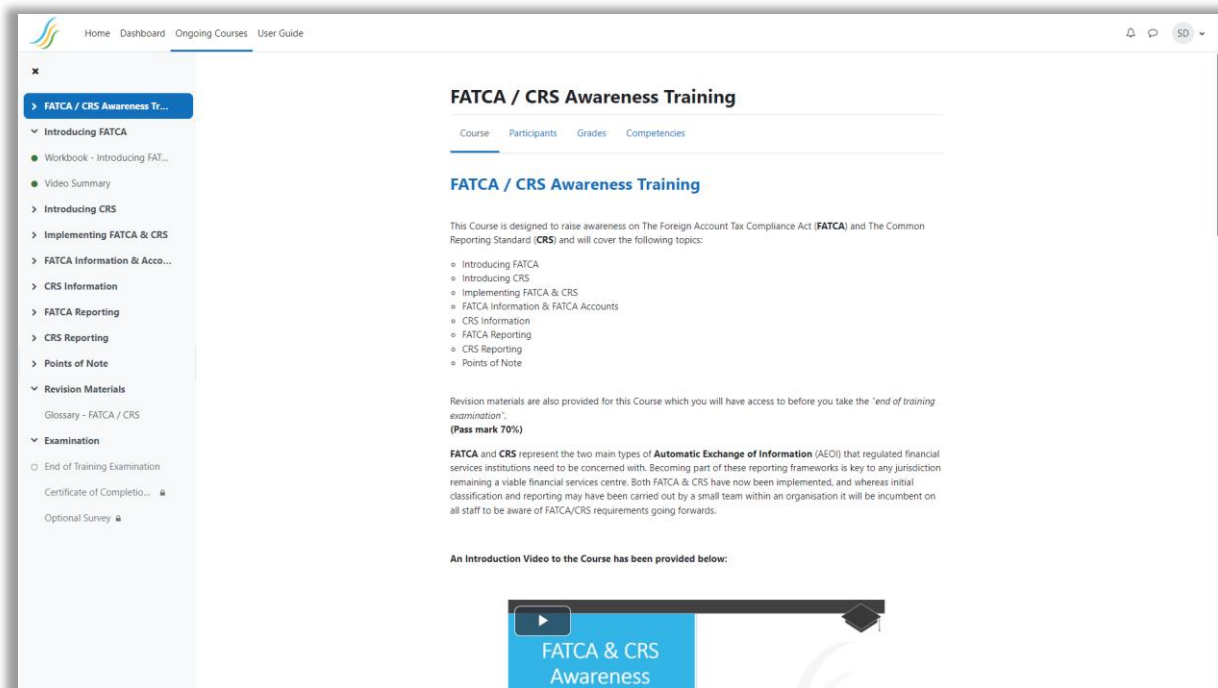 Home Dashboard Ongoing Courses User Guide
SD
FATCA / CRS Awareness Tr...
Introducing FATCA
Workbook - Introducing FAT...
Video Summary
Introducing CRS
Implementing FATCA & CRS
FATCA Information & Acco...
CRS Information
FATCA Reporting
CRS Reporting
Points of Note
Revision Materials
Glossary - FATCA / CRS
Examination
End of Training Examination
Certificate of Completio...
Optional Survey
FATCA / CRS Awareness Training
Course Participants Grades Competencies
FATCA / CRS Awareness Training
This Course is designed to raise awareness on The Foreign Account Tax Compliance Act (FATCA) and The Common
Reporting Standard (CRS) and will cover the following topics:
Introducing FATCA
Introducing CRS
Implementing FATCA & CRS
FATCA Information & FATCA Accounts
CRS Information
FATCA Reporting
CRS Reporting
Points of Note
Revision materials are also provided for this Course which you will have access to before you take the "end of training
examination".
(Pass mark 70%)
FATCA and CRS represent the two main types of Automatic Exchange of Information (AEOI) that regulated financial
services institutions need to be concerned with. Becoming part of these reporting frameworks is key to any jurisdiction
remaining a viable financial services centre. Both FATCA & CRS have now been implemented, and whereas initial
classification and reporting may have been carried out by a small team within an organisation it will be incumbent on
all staff to be aware of FATCA/CRS requirements going forwards.
An Introduction Video to the Course has been provided below:
FATCA & CRS
Awareness